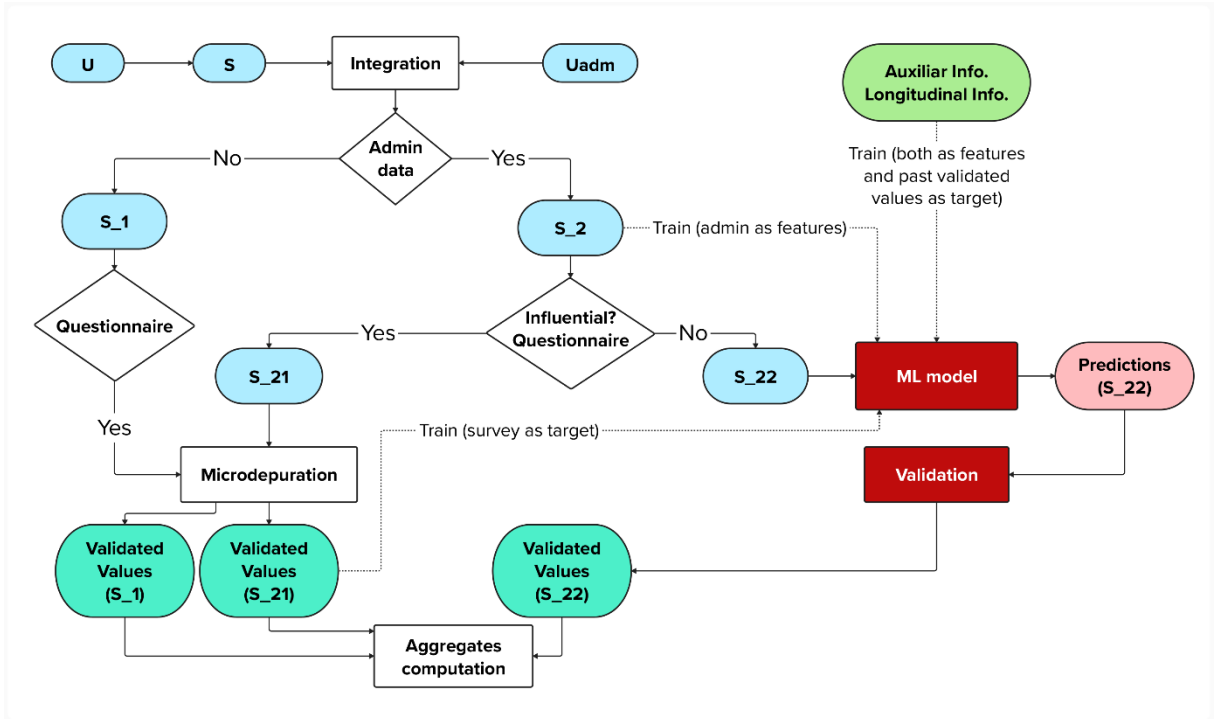 U
S
Integration
Uadm
Auxiliar Info.
Longitudinal Info.
Admin
data
No
Yes
Train (both as features
and past validated
values as target)
S_1
S_2
Train (admin as features)
Questionnaire
Influential?
Questionnaire
Yes
No
S_21
S_22
ML model
Predictions
(S_22)
Yes
Train (survey as target)
Microdepuration
Validation
Validated
Values
(S_1)
Validated
Values
(S_21)
Validated
Values
(S_22)
Aggregates
computation